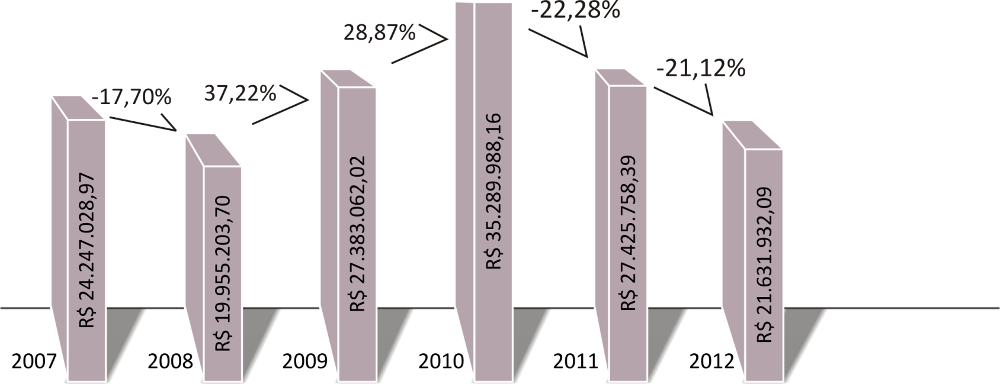 -17,70%
37,22%
28,87%
-22,28%
-21,12%
R$ 24.247.028,97
R$ 19.955.203,70
R$ 27.383.062,02
R$ 35.289.988,16
R$ 27.425.758,39
R$ 21.631.932,09
2007
2008
2009
2010
2011
2012